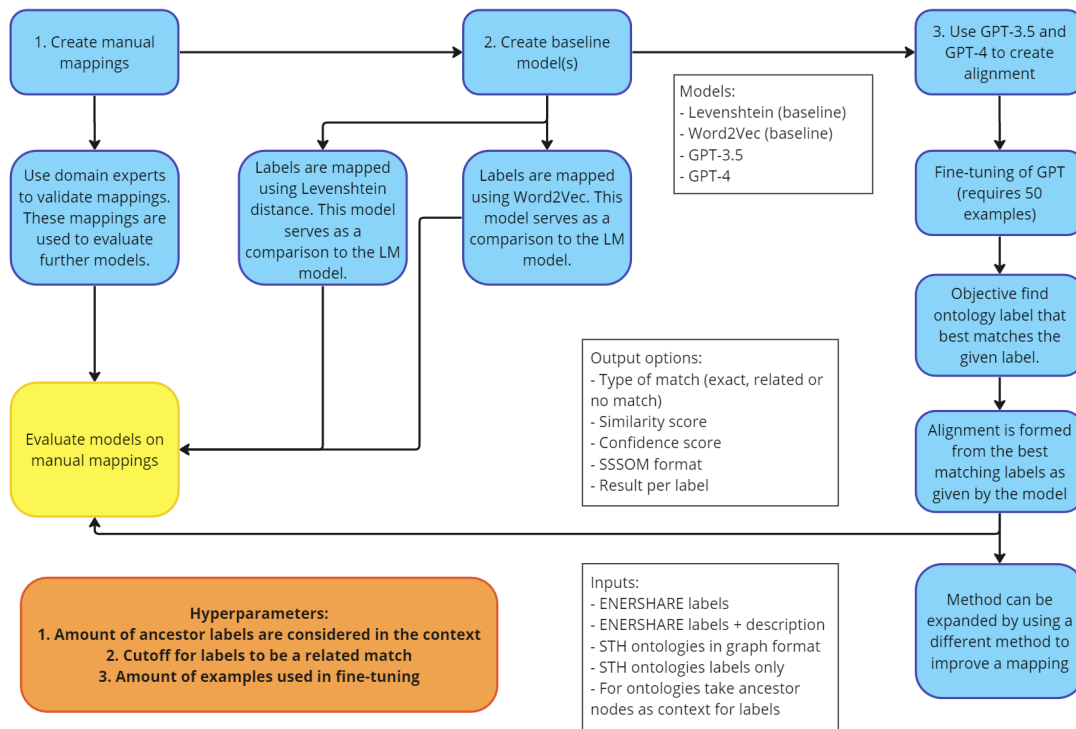 1. Create manual
mappings
2. Create baseline
model(s)
3. Use GPT-3.5 and
GPT-4 to create
alignment
Models:
- Levenshtein (baseline)
- Word2Vec (baseline)
- GPT-3.5
- GPT-4
Use domain experts
to validate mappings.
These mappings are
used to evaluate
further models.
Labels are mapped
using Levenshtein
distance. This model
serves as a
comparison to the LM
model.
Labels are mapped
using Word2Vec. This
model serves as a
comparison to the LM
model.
Fine-tuning of GPT
(requires 50
examples)
Objective find
ontology label that
best matches the
given label.
Output options:
- Type of match (exact, related or
no match)
- Similarity score
- Confidence score
- SSSOM format
- Result per label
Evaluate models on
manual mappings
Alignment is formed
from the best
matching labels as
given by the model
Hyperparameters:
1. Amount of ancestor labels are considered in the context
2. Cutoff for labels to be a related match
3. Amount of examples used in fine-tuning
Inputs:
- ENERSHARE labels
- ENERSHARE labels + description
- STH ontologies in graph format
- STH ontologies labels only
- For ontologies take ancestor
nodes as context for labels
Method can be
expanded by using a
different method to
improve a mapping